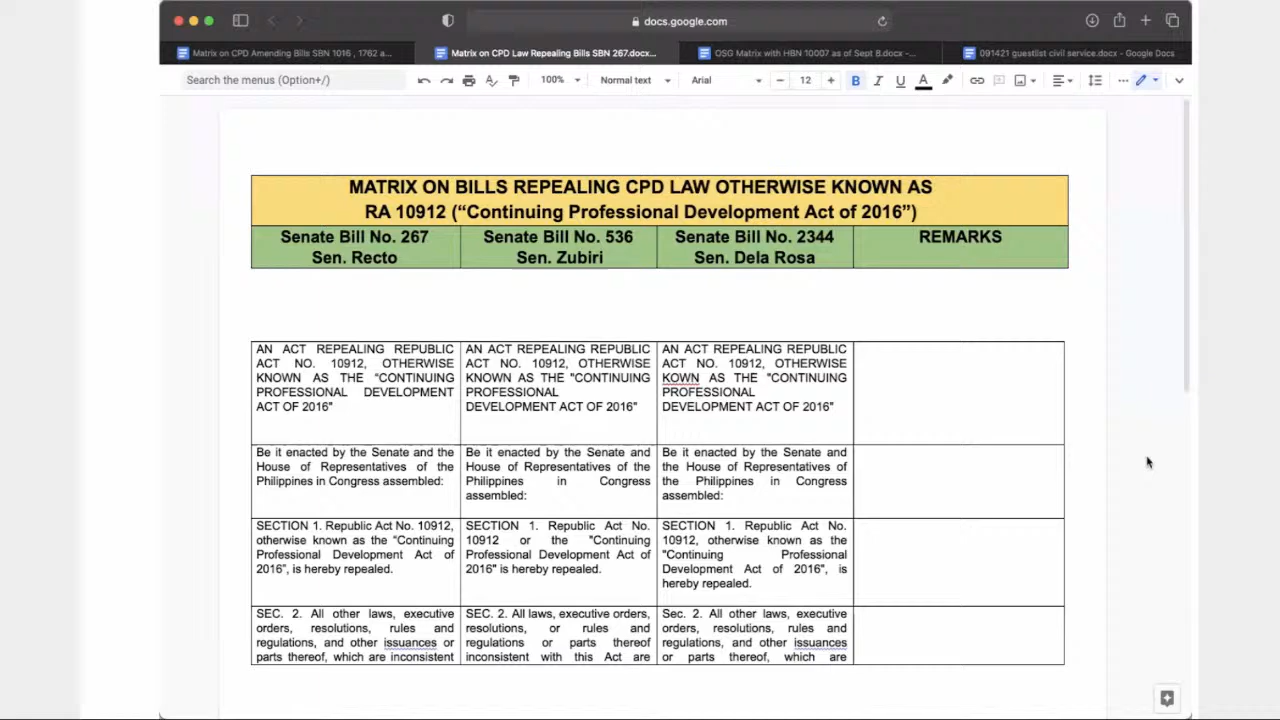 docs.google.com
Matrix on CPD Amending Bills SBN 1016 , 1762 a...
Matrix on CPD Law Repealing Bills SBN 267.docx...
OSG Matrix with HBN 10007 as of Sept 8.docx -...
091421 guestlist civil service.docx - Google Docs
Search the menus (Option+/)
100%
Normal text
Arial
12
B I U A
MATRIX ON BILLS REPEALING CPD LAW OTHERWISE KNOWN AS
RA 10912 (“Continuing Professional Development Act of 2016”)
Senate Bill No. 267
Sen. Recto
Senate Bill No. 536
Sen. Zubiri
Senate Bill No. 2344
Sen. Dela Rosa
REMARKS
AN ACT REPEALING REPUBLIC
ACT NO. 10912, OTHERWISE
KNOWN AS THE “CONTINUING
PROFESSIONAL DEVELOPMENT
ACT OF 2016"
AN ACT REPEALING REPUBLIC
ACT NO. 10912, OTHERWISE
KNOWN AS THE "CONTINUING
PROFESSIONAL
DEVELOPMENT ACT OF 2016"
AN ACT REPEALING REPUBLIC
ACT NO. 10912, OTHERWISE
KOWN AS THE "CONTINUING
PROFESSIONAL
DEVELOPMENT ACT OF 2016"
Be it enacted by the Senate and the
House of Representatives of the
Philippines in Congress assembled:
Be it enacted by the Senate and
House of Representatives of the
Philippines in Congress
assembled:
Be it enacted by the Senate and
the House of Representatives of
the Philippines in Congress
assembled:
SECTION 1. Republic Act No. 10912,
otherwise known as the “Continuing
Professional Development Act of
2016”, is hereby repealed.
SECTION 1. Republic Act No.
10912 or the "Continuing
Professional Development Act of
2016" is hereby repealed.
SECTION 1. Republic Act No.
10912, otherwise known as the
"Continuing Professional
Development Act of 2016", is
hereby repealed.
SEC. 2. All other laws, executive
orders, resolutions, rules and
regulations, and other issuances or
parts thereof, which are inconsistent
SEC. 2. All laws, executive orders,
resolutions, or rules and
regulations or parts thereof
inconsistent with this Act are
Sec. 2. All other laws, executive
orders, resolutions, rules and
regulations, and other issuances
or parts thereof, which are